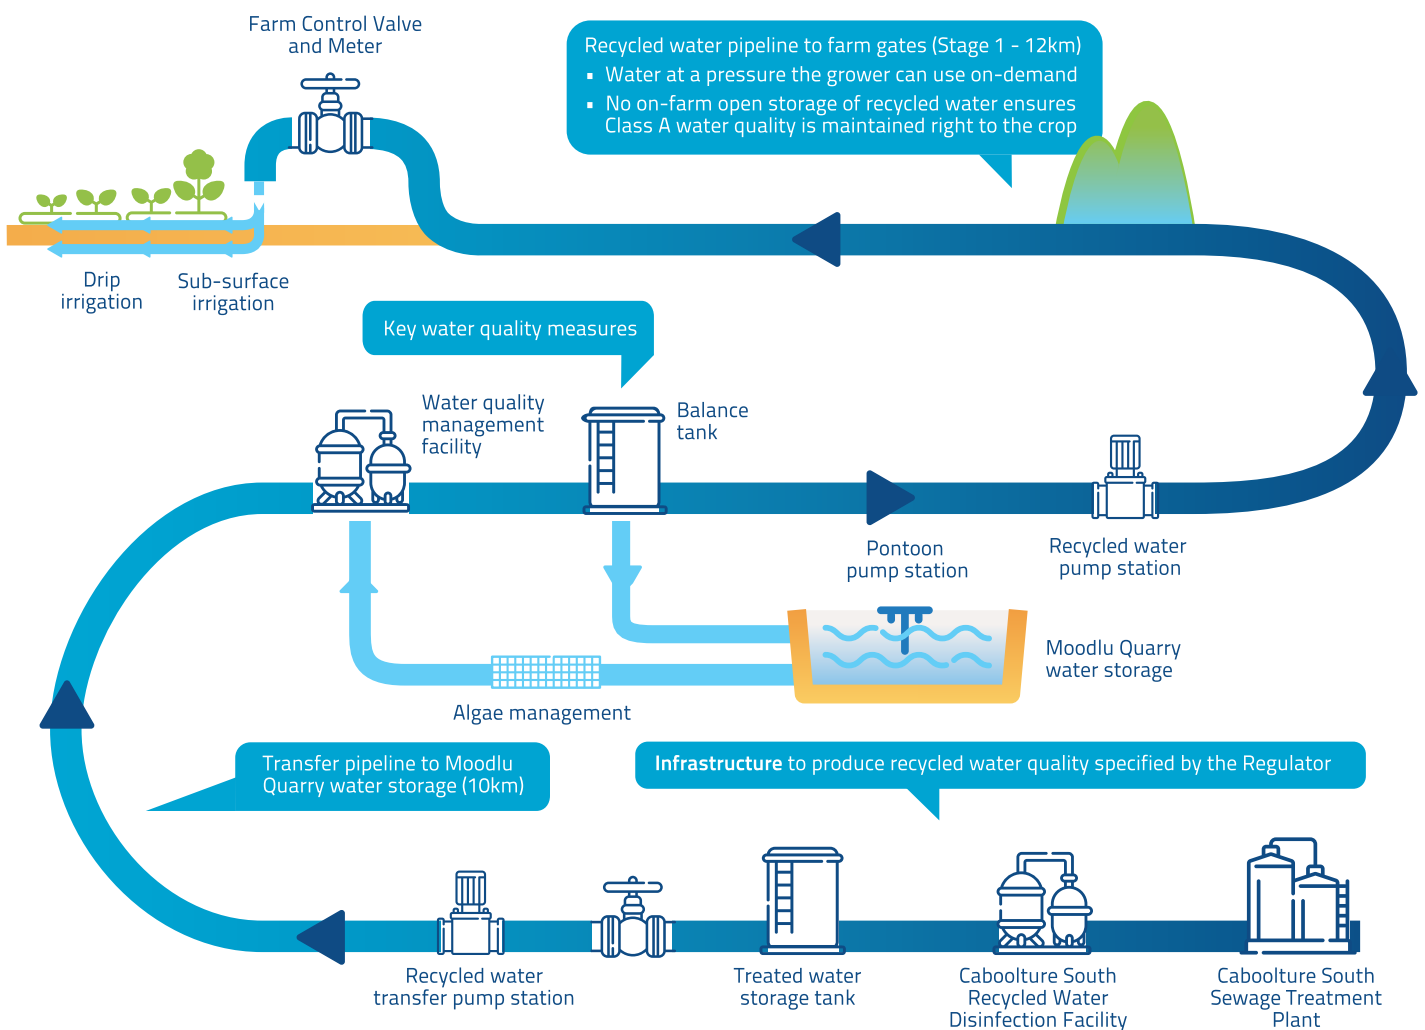 Farm Control Valve
and Meter
Recycled water pipeline to farm gates (Stage 1 - 12km)
▪ Water at a pressure the grower can use on-demand
▪ No on-farm open storage of recycled water ensures
Class A water quality is maintained right to the crop
Drip
irrigation
Sub-surface
irrigation
Key water quality measures
Water quality
management
facility
Balance
tank
Pontoon
pump station
Recycled water
pump station
Moodlu Quarry
water storage
Algae management
Transfer pipeline to Moodlu
Quarry water storage (10km)
Infrastructure to produce recycled water quality specified by the Regulator
Recycled water
transfer pump station
Treated water
storage tank
Caboolture South
Recycled Water
Disinfection Facility
Caboolture South
Sewage Treatment
Plant